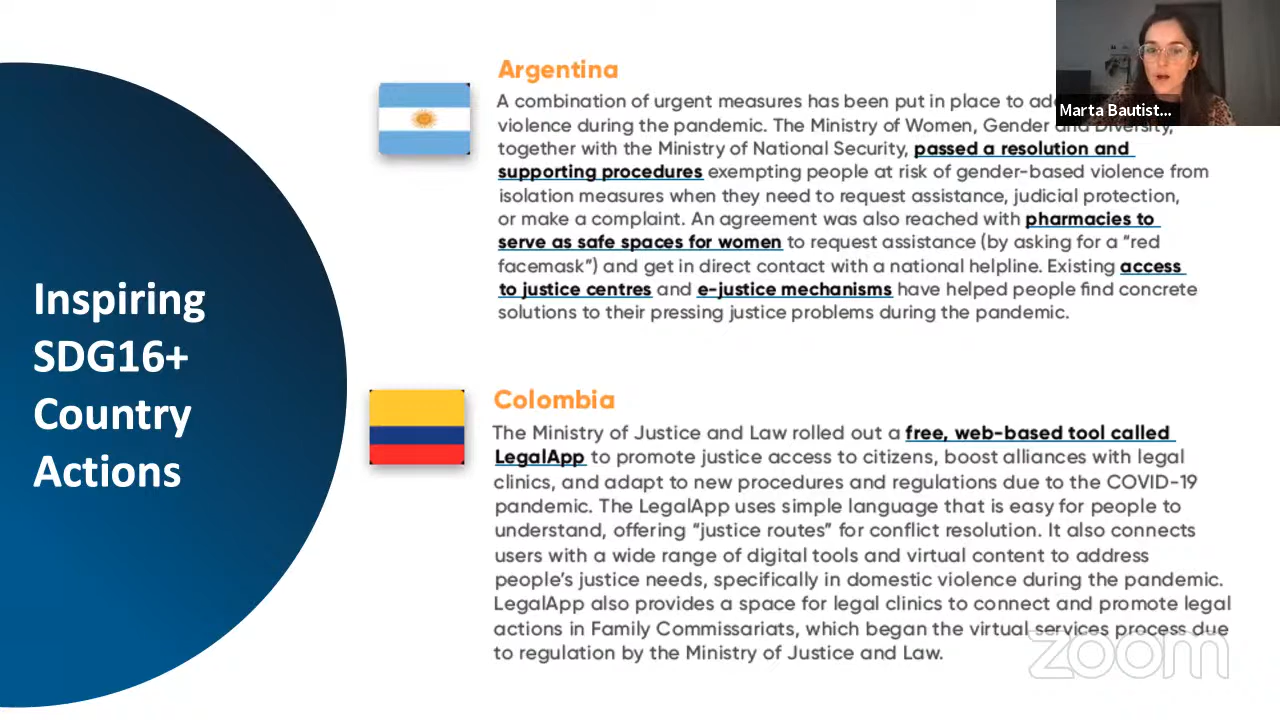 Inspiring
SDG16+
Country
Actions
Argentina
A combination of urgent measures has been put in place to
violence during the pandemic. The Ministry of Women, Gender and Diversity,
together with the Ministry of National Security, passed a resolution and
supporting procedures exempting people at risk of gender-based violence from
isolation measures when they need to request assistance, judicial protection,
or make a complaint. An agreement was also reached with pharmacies to
serve as safe spaces for women to request assistance (by asking for a “red
facemask”) and get in direct contact with a national helpline. Existing access
to justice centres and e-justice mechanisms have helped people find concrete
solutions to their pressing justice problems during the pandemic.
Colombia
The Ministry of Justice and Law rolled out a free, web-based tool called
LegalApp to promote justice access to citizens, boost alliances with legal
clinics, and adapt to new procedures and regulations due to the COVID-19
pandemic. The LegalApp uses simple language that is easy for people to
understand, offering “justice routes” for conflict resolution. It also connects
users with a wide range of digital tools and virtual content to address
people’s justice needs, specifically in domestic violence during the pandemic.
LegalApp also provides a space for legal clinics to connect and promote legal
actions in Family Commissariats, which began the virtual services process due
to regulation by the Ministry of Justice and Law.
Marta Bautist...
zoom